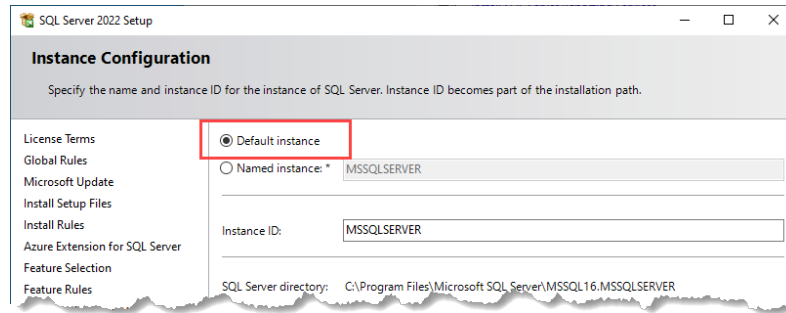 SQL Server 2022 Setup
Instance Configuration
Specify the name and instance ID for the instance of SQL Server. Instance ID becomes part of the installation path.
License Terms
Global Rules
Microsoft Update
Install Setup Files
Install Rules
Azure Extension for SQL Server
Feature Selection
Feature Rules
Default instance
Named instance: * MSSQLSERVER
Instance ID: MSSQLSERVER
SQL Server directory: C:\Program Files\Microsoft SQL Server\MSSQL16.MSSQLSERVER